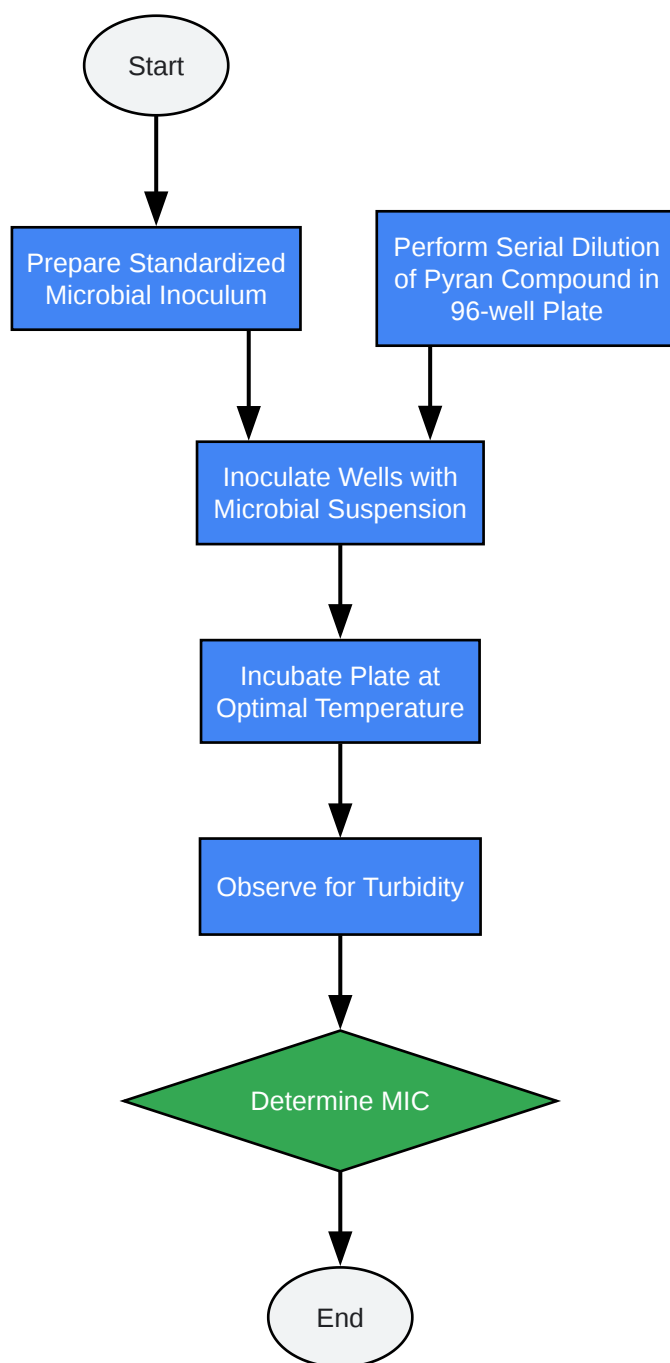 Start
Prepare Standardized
Microbial Inoculum
Perform Serial Dilution
of Pyran Compound in
96-well Plate
Inoculate Wells with
Microbial Suspension
Incubate Plate at
Optimal Temperature
Observe for Turbidity
Determine MIC
End